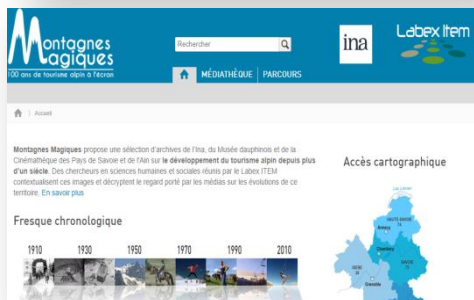 Montagnes
Magiques
100 ans de tourisme alpin à l'écran
Rechercher
ina
Labex Item
MÉDIATHÈQUE
PARCOURS
Accueil
Montagnes Magiques propose une sélection d'archives de l'Ina, du Musée dauphinois et de la
Cinémathèque des Pays de Savoie et de l'Ain sur le développement du tourisme alpin depuis plus
d'un siècle. Des chercheurs en sciences humaines et sociales réunis par le Labex ITEM
contextualisent ces images et décryptent le regard porté par les médias sur les évolutions de ce
territoire. En savoir plus
Accès cartographique
Fresque chronologique
1910 1930 1950 1970 1990 2010
HAUTE-SAVOIE
74
Annecy
Chambéry
SAVOIE
73
ISÈRE
38
Grenoble